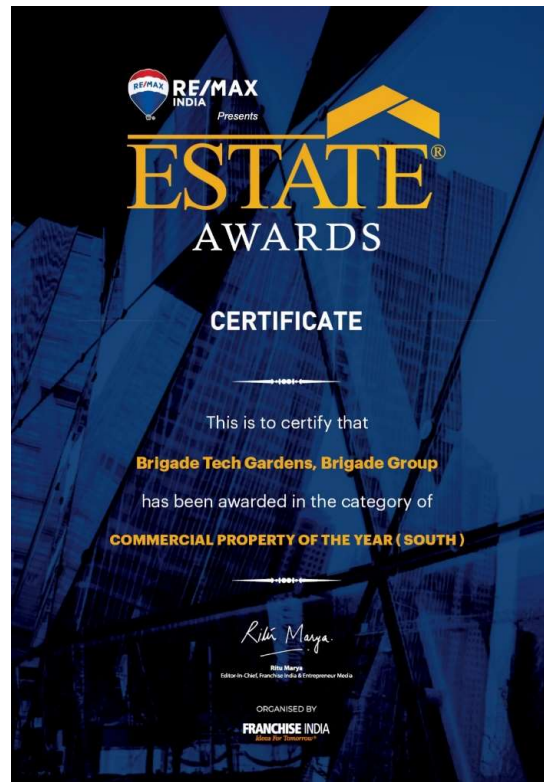 RE/MAX
RE/MAX
INDIA
Presents
ESTATE®
AWARDS
CERTIFICATE
This is to certify that
Brigade Tech Gardens, Brigade Group
has been awarded in the category of
COMMERCIAL PROPERTY OF THE YEAR ( SOUTH )
Ritu Marya
Ritu Marya
Editor-In-Chief, Franchise India & Entrepreneur Media
ORGANISED BY
FRANCHISE INDIA
Ideas For Tomorrow®